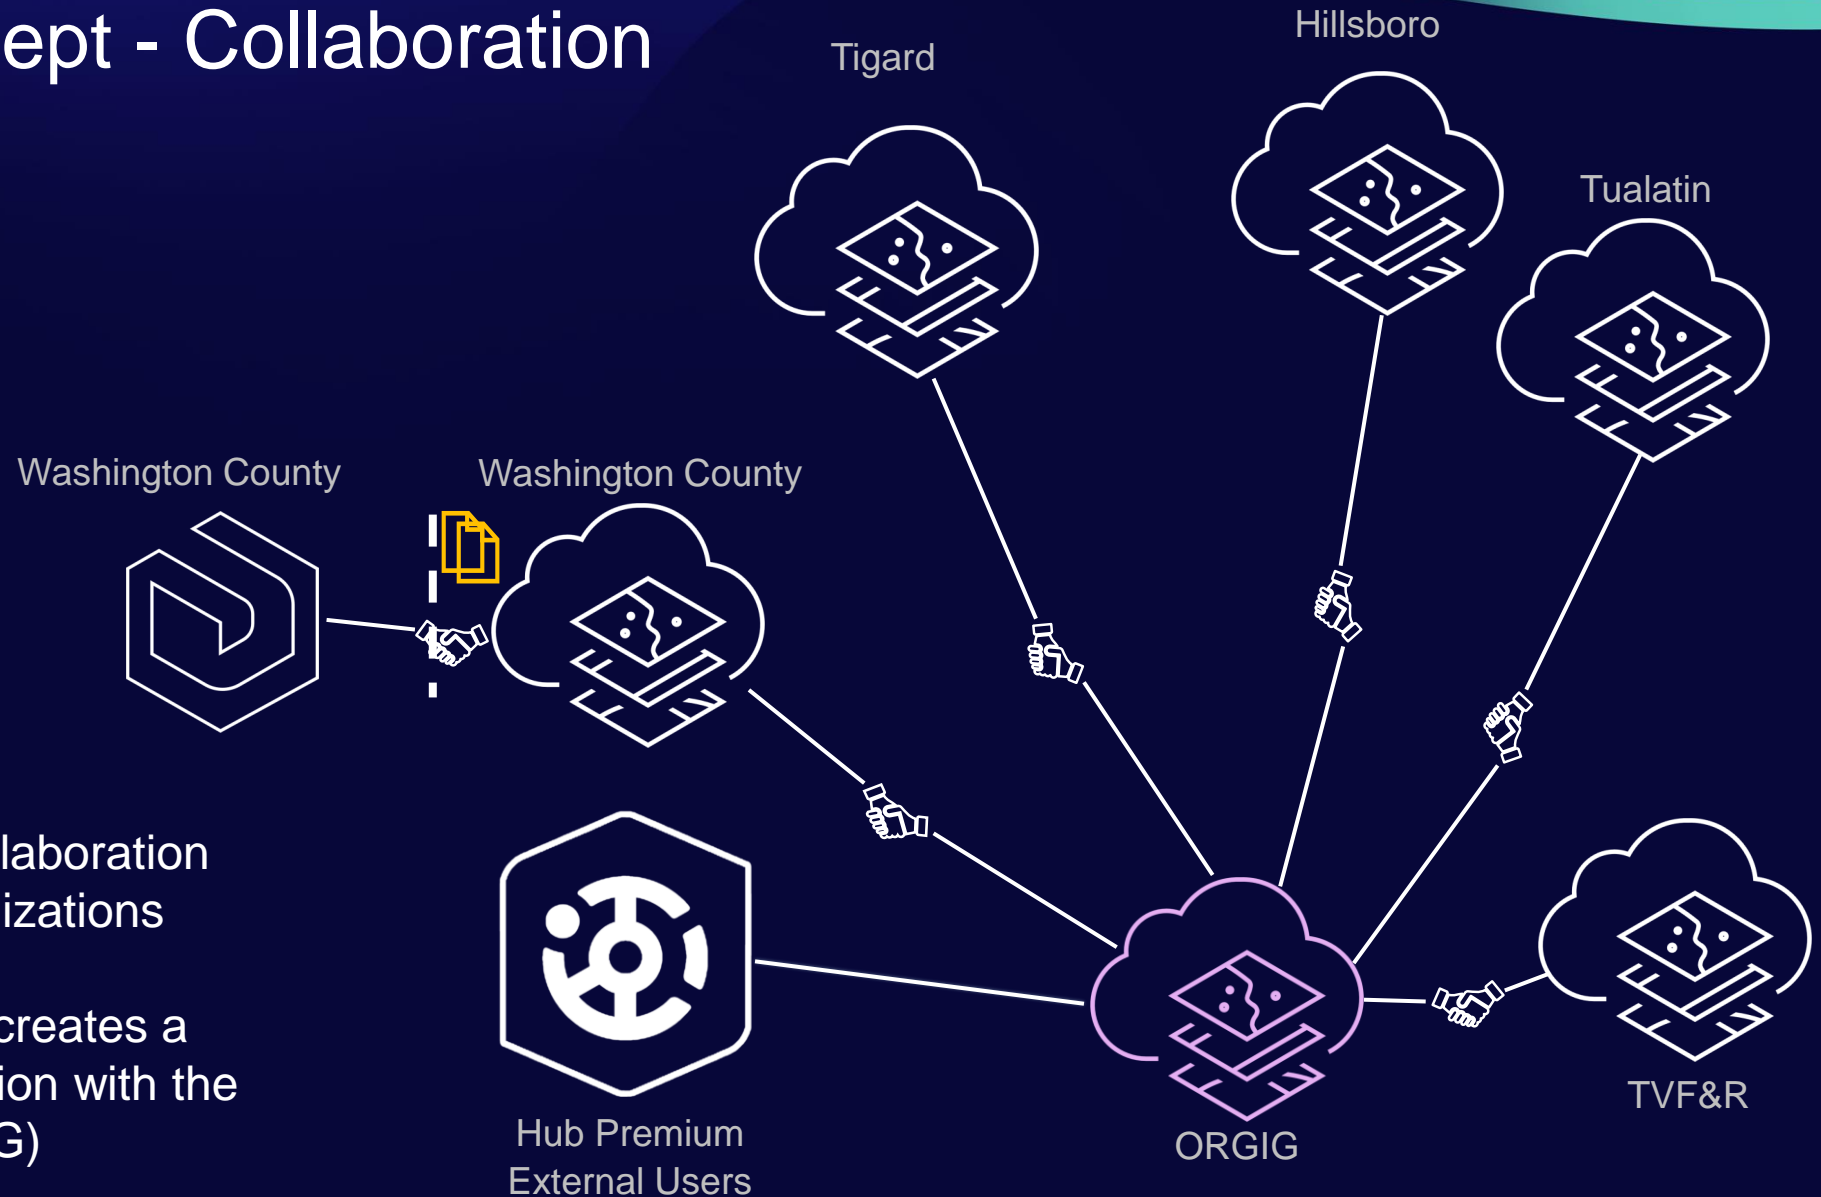 ept - Collaboration
Hillsboro
Tigard
Tualatin
Washington County
Washington County
laboration
izations
creates a
ion with the
G)
Hub Premium
External Users
ORGIG
TVF&R